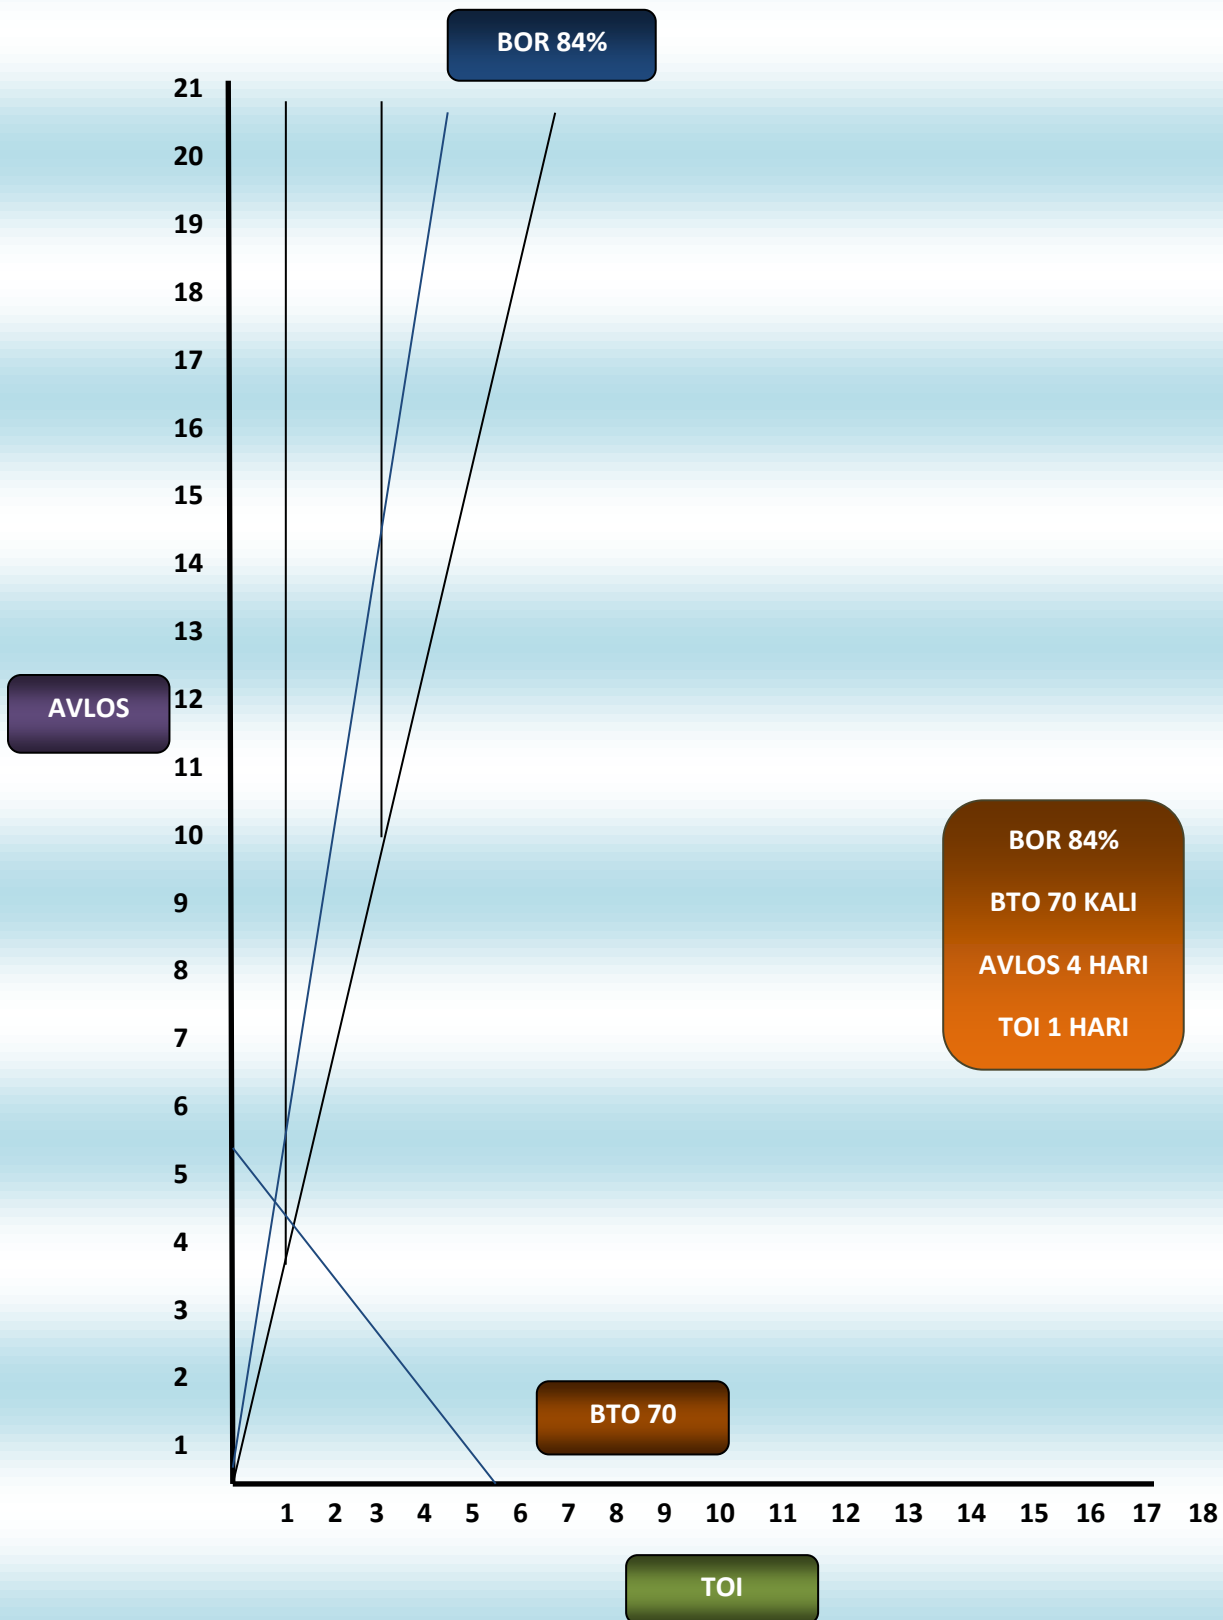 BOR 84%
21
20
19
18
17
16
15
14
13
12
AVLOS
11
10
9
8
7
6
5
4
3
2
1
BOR 84%
BTO 70 KALI
AVLOS 4 HARI
TOI 1 HARI
BTO 70
1 2 3 4 5 6 7 8 9 10 11 12 13 14 15 16 17 18
TOI